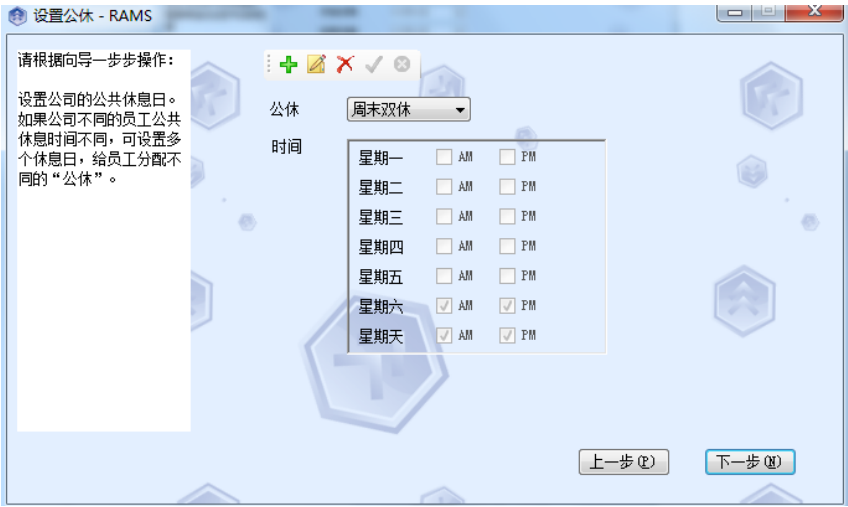 设置公休 - RAMS
请根据向导一步步操作：
设置公司的公共休息日。
如果公司不同的员工公共
休息时间不同，可设置多
个休息日，给员工分配不
同的“公休”。
公休 周末双休
时间
星期一 AM PM
星期二 AM PM
星期三 AM PM
星期四 AM PM
星期五 AM PM
星期六 AM PM
星期天 AM PM
上一步(P) 下一步(N)